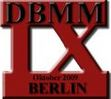 DBMM
IX
Oktober 2009
BERLIN